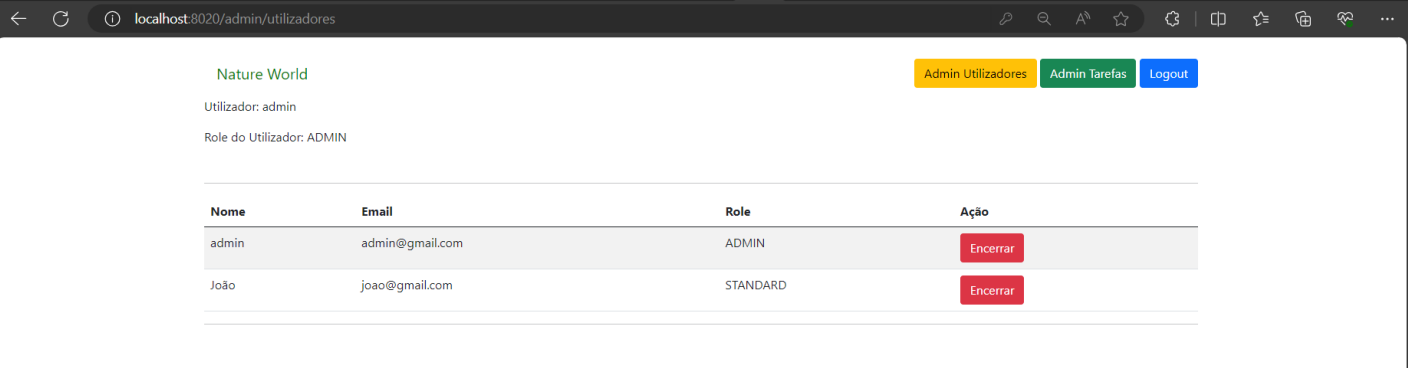 localhost:8020/admin/utilizadores
Nature World Admin Utilizadores Admin Tarefas Logout
Utilizador: admin
Role do Utilizador: ADMIN
Nome Email Role Ação
admin admin@gmail.com ADMIN Encerrar
João joao@gmail.com STANDARD Encerrar